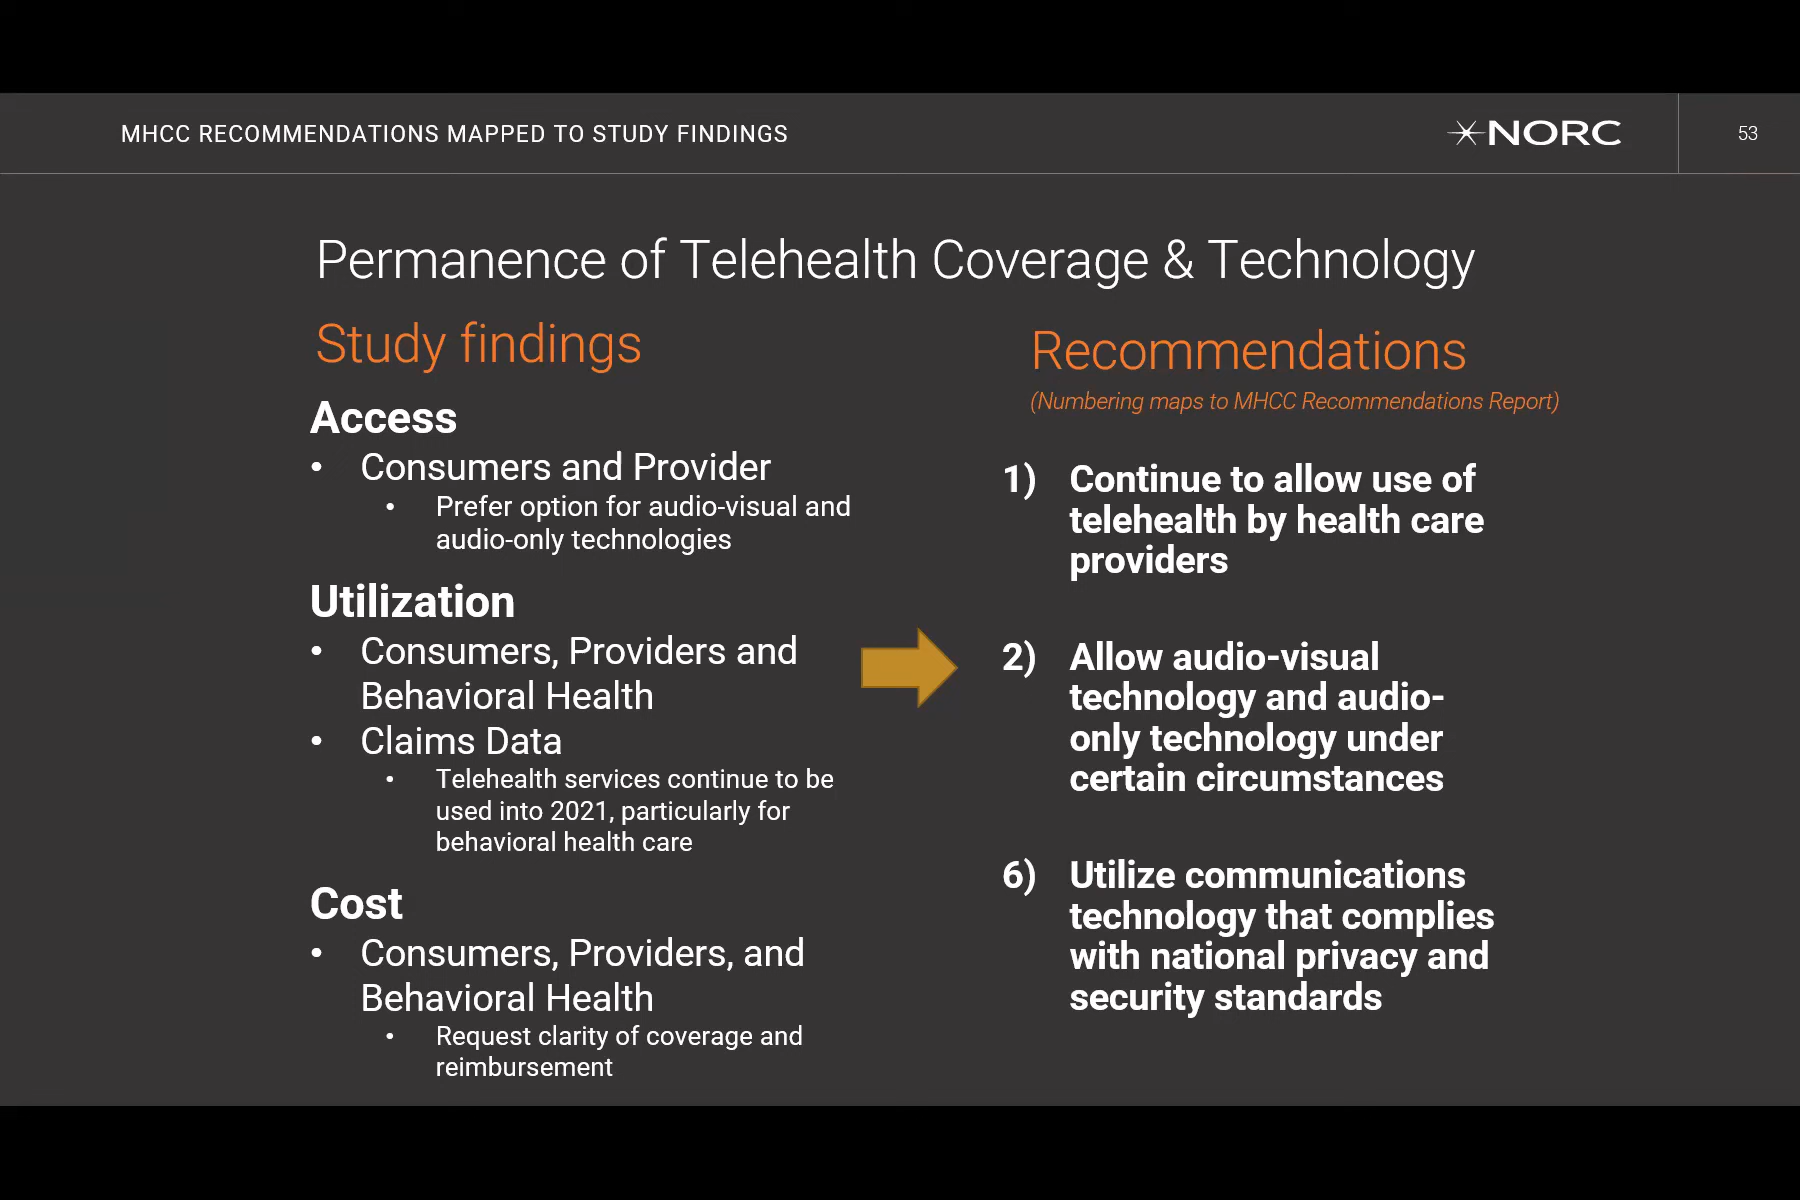 MHCC RECOMMENDATIONS MAPPED TO STUDY FINDINGS
NORC
53
Permanence of Telehealth Coverage & Technology
Study findings
Access
• Consumers and Provider
• Prefer option for audio-visual and
audio-only technologies
Utilization
• Consumers, Providers and
Behavioral Health
• Claims Data
• Telehealth services continue to be
used into 2021, particularly for
behavioral health care
Cost
• Consumers, Providers, and
Behavioral Health
• Request clarity of coverage and
reimbursement
Recommendations
(Numbering maps to MHCC Recommendations Report)
1) Continue to allow use of
telehealth by health care
providers
2) Allow audio-visual
technology and audio-
only technology under
certain circumstances
6) Utilize communications
technology that complies
with national privacy and
security standards